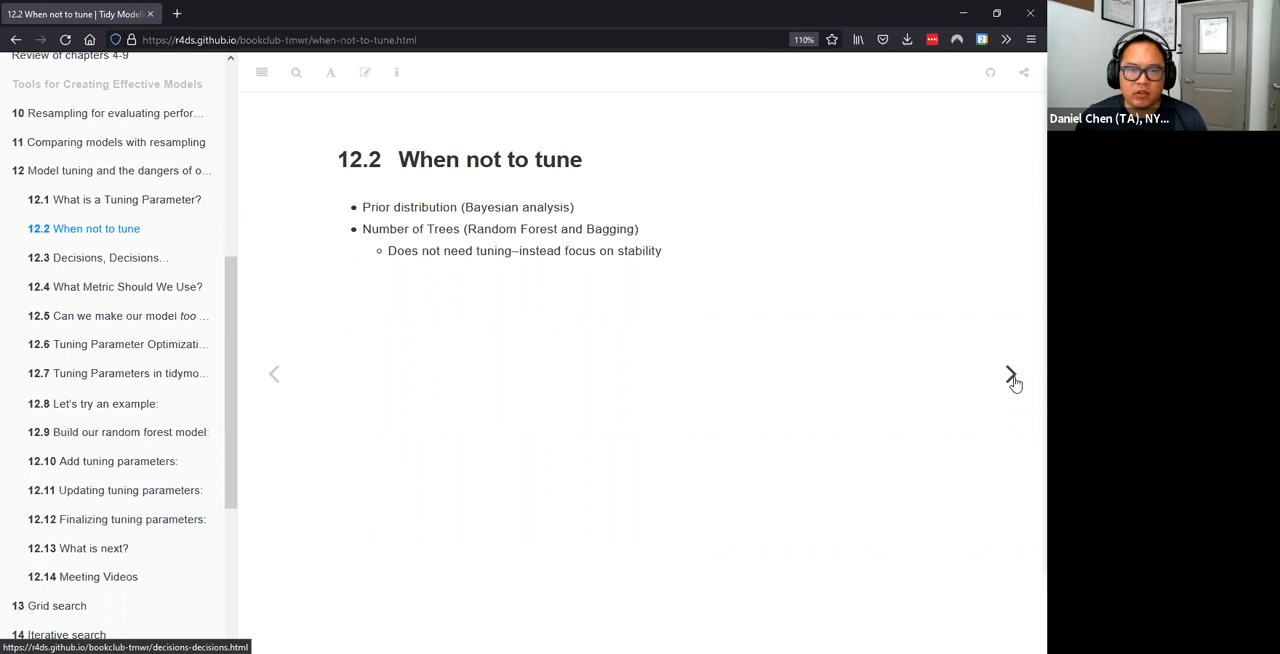 12.2 When not to tune | Tidy Model
https://r4ds.github.io/bookclub-tmwr/when-not-to-tune.html
110%
Daniel Chen (TA), NY...
Review of chapters 4-9
Tools for Creating Effective Models
10 Resampling for evaluating perfor...
11 Comparing models with resampling
12 Model tuning and the dangers of o...
12.1 What is a Tuning Parameter?
12.2 When not to tune
12.3 Decisions, Decisions...
12.4 What Metric Should We Use?
12.5 Can we make our model too ...
12.6 Tuning Parameter Optimizati...
12.7 Tuning Parameters in tidymo...
12.8 Let's try an example:
12.9 Build our random forest model:
12.10 Add tuning parameters:
12.11 Updating tuning parameters:
12.12 Finalizing tuning parameters:
12.13 What is next?
12.14 Meeting Videos
13 Grid search
14 Iterative search
12.2 When not to tune
• Prior distribution (Bayesian analysis)
• Number of Trees (Random Forest and Bagging)
◦ Does not need tuning–instead focus on stability
https://r4ds.github.io/bookclub-tmwr/decisions-decisions.html